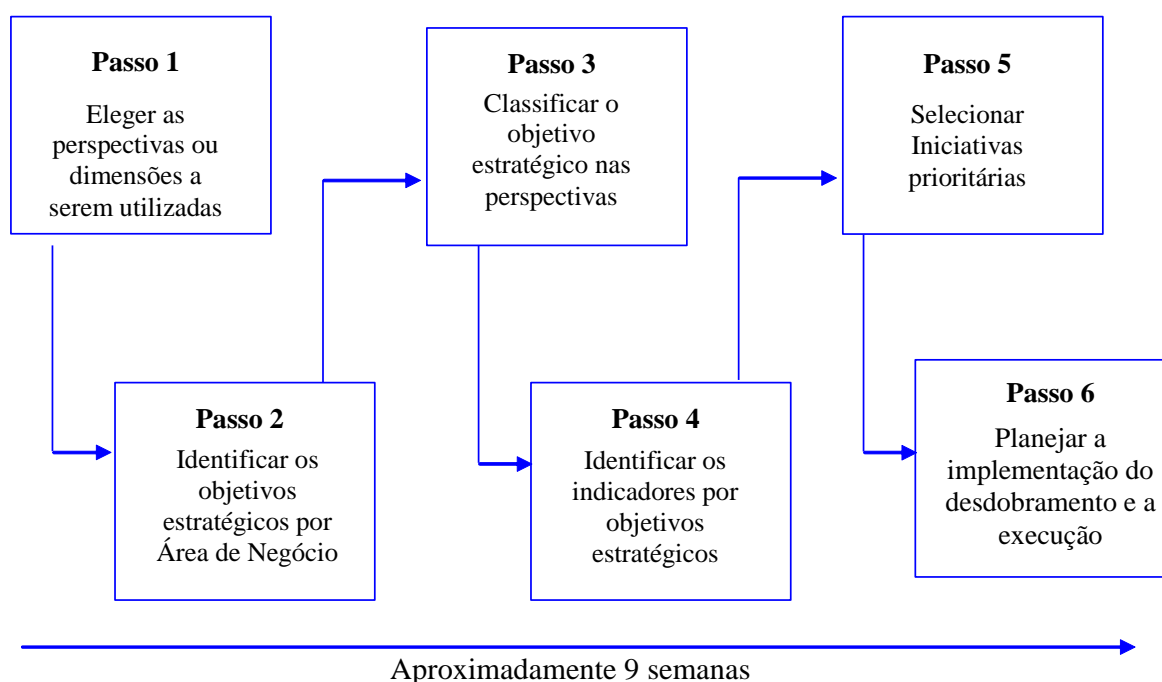 Passo 1
Eleger as
perspectivas ou
dimensões a
serem utilizadas
Passo 2
Identificar os
objetivos
estratégicos por
Área de Negócio
Passo 3
Classificar o
objetivo
estratégico nas
perspectivas
Passo 4
Identificar os
indicadores por
objetivos
estratégicos
Passo 5
Selecionar
Iniciativas
prioritárias
Passo 6
Planejar a
implementação do
desdobramento e a
execução
Aproximadamente 9 semanas